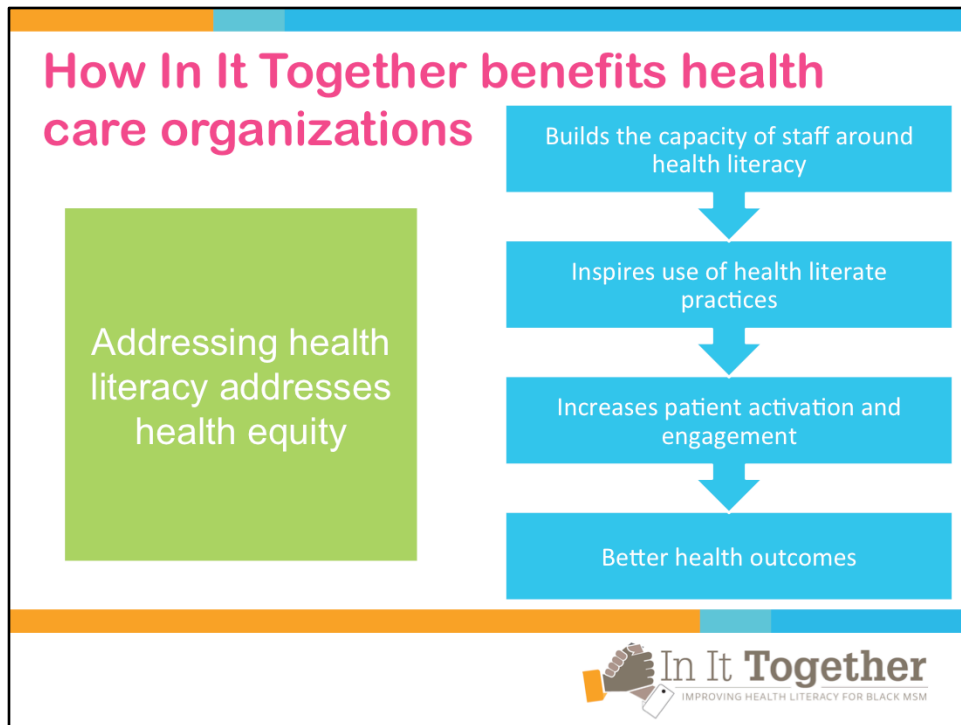 How In It Together benefits health
care organizations
Addressing health
literacy addresses
health equity
Builds the capacity of staff around
health literacy
Inspires use of health literate
practices
Increases patient activation and
engagement
Better health outcomes
In It Together
IMPROVING HEALTH LITERACY FOR BLACK MSM